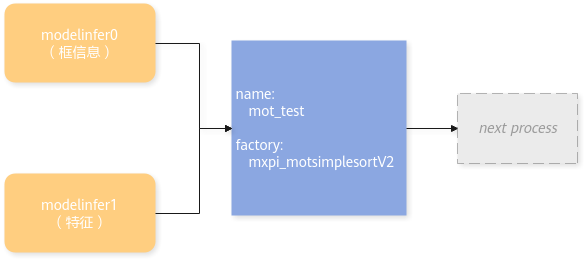 modelinfer0
（ 框信息 ）
name:
mot_test
factory:
mxpi_motsimplesortV2
next process
modelinfer1
（ 特征 ）